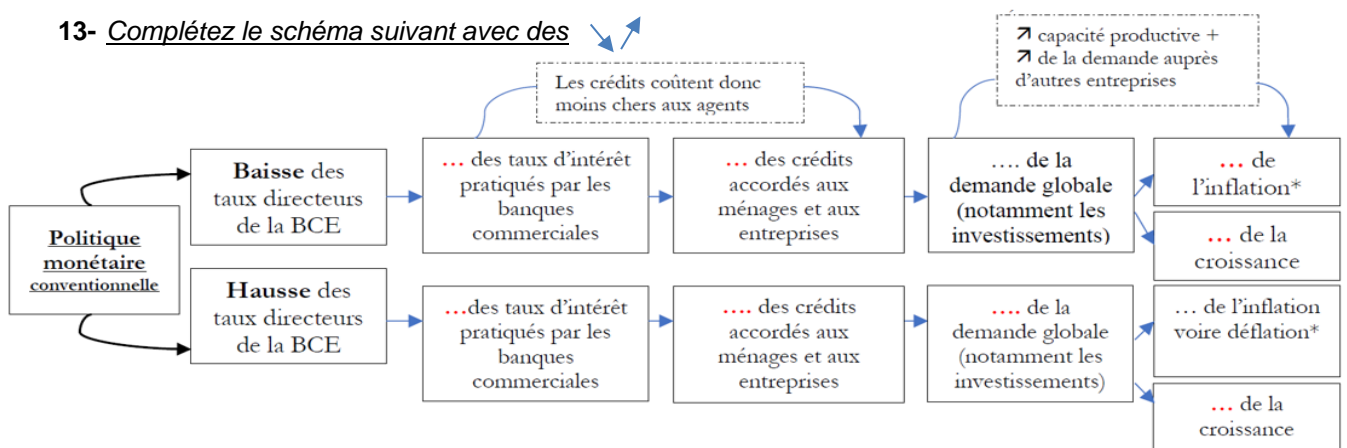 13- Complétez le schéma suivant avec des
Les crédits coûtent donc
moins chers aux agents
↗ capacité productive +
↗ de la demande auprès
d'autres entreprises
Politique
monétaire
conventionnelle
Baisse des
taux directeurs
de la BCE
… des taux d'intérêt
pratiqués par les
banques
commerciales
… des crédits
accordés aux
ménages et aux
entreprises
…. de la
demande globale
(notamment les
investissements)
… de
l'inflation*
… de la
croissance
Hausse des
taux directeurs
de la BCE
…des taux d'intérêt
pratiqués par les
banques
commerciales
…. des crédits
accordés aux
ménages et aux
entreprises
…. de la
demande globale
(notamment les
investissements)
… de l'inflation
voire déflation*
… de la
croissance